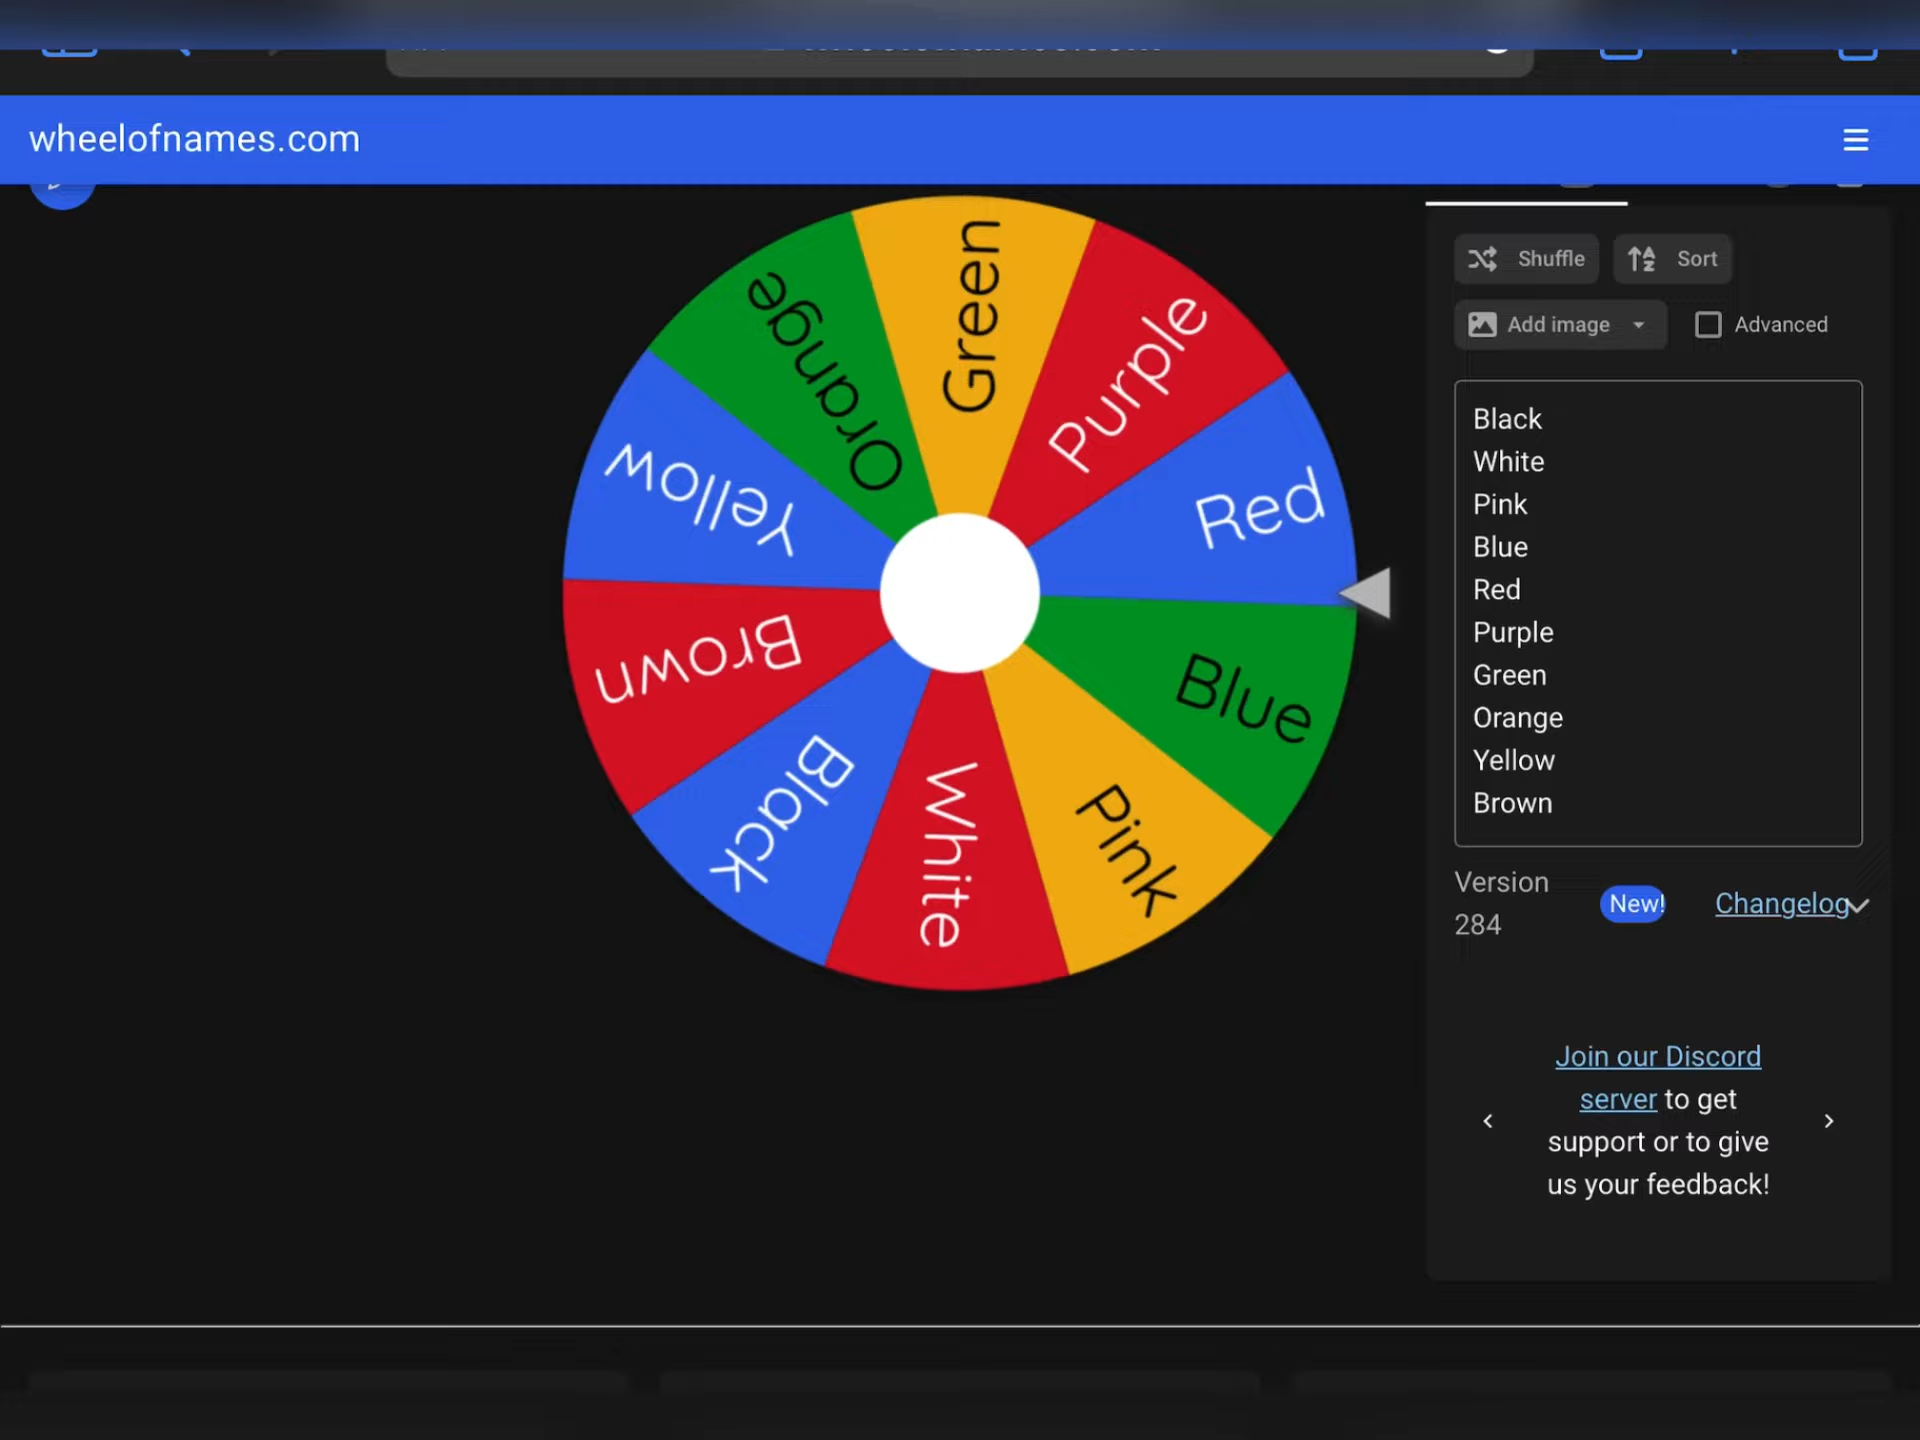 wheelofnames.com
Shuffle
Sort
Add image
Advanced
Green
Purple
Red
Blue
Pink
White
Black
Brown
Yellow
Orange
Black
White
Pink
Blue
Red
Purple
Green
Orange
Yellow
Brown
Version
284
New!
Changelog
Join our Discord
server to get
support or to give
us your feedback!